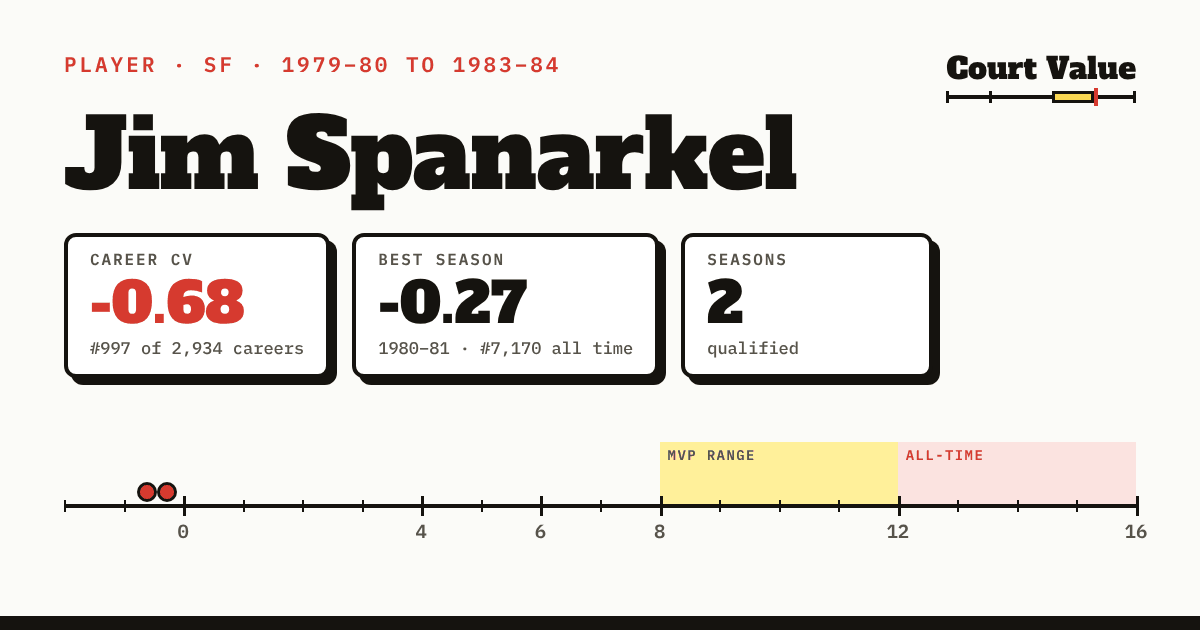 PLAYER · SF · 1979–80 TO 1983–84
Court Value
Jim Spanarkel
CAREER CV
-0.68
#997 of 2,934 careers
BEST SEASON
-0.27
1980–81 · #7,170 all time
SEASONS
2
qualified
MVP RANGE
ALL-TIME
0 4 6 8 12 16